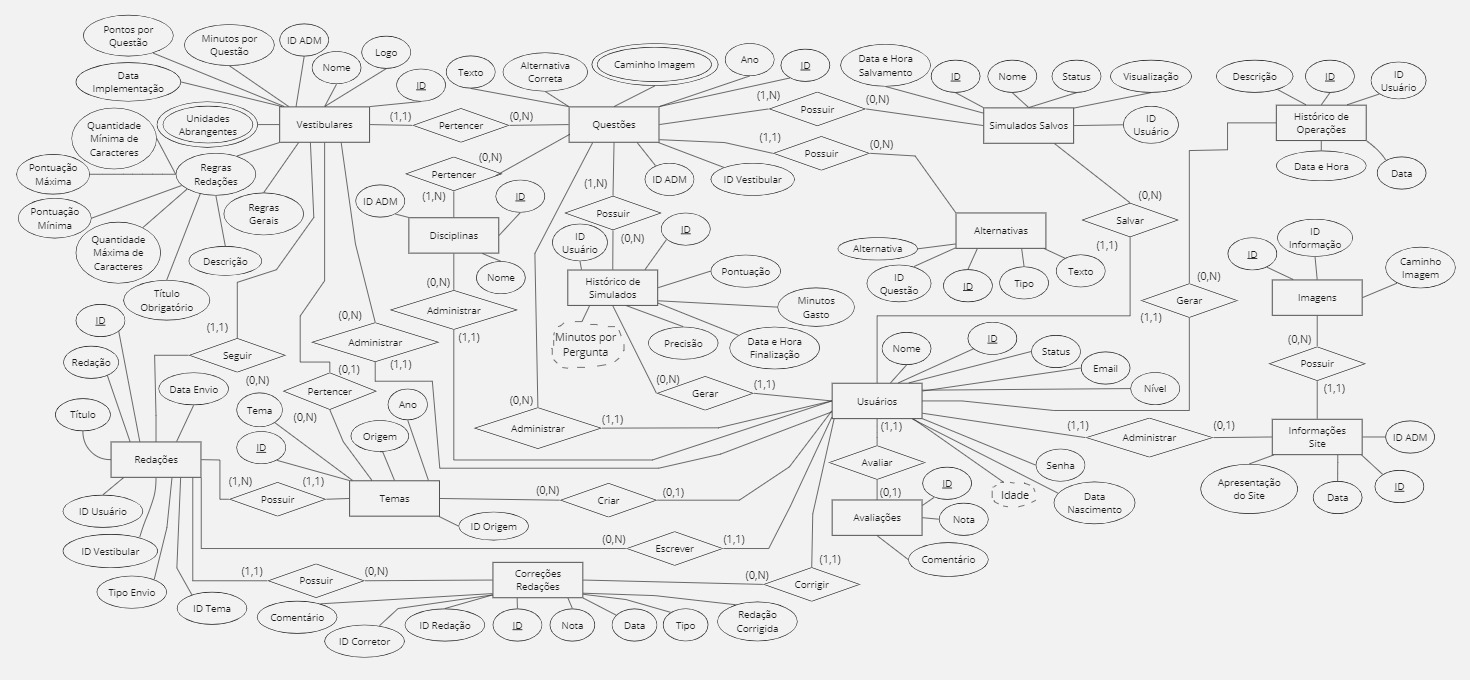 Pontos por
Questão
Minutos por
Questão
ID ADM
Nome
Logo
ID
Data
Implementação
Unidades
Abrangentes
Vestibulares
Quantidade
Mínima de
Caracteres
Pontuação
Máxima
Regras
Redações
Pontuação
Mínima
Quantidade
Máxima de
Caracteres
Descrição
Título
Obrigatório
Regras
Gerais
Texto
Alternativa
Correta
Caminho Imagem
Ano
ID
Questões
ID ADM
ID Vestibular
(1,1)
Pertencer
(0,N)
(1,N)
Possuir
(0,N)
(1,1)
Possuir
(0,N)
Data e Hora
Salvamento
ID
Nome
Status
Visualização
Simulados Salvos
ID
Usuário
Descrição
ID
ID
Usuário
Histórico de
Operações
Data e Hora
Data
(0,N)
Pertencer
(1,N)
ID ADM
ID
Disciplinas
Nome
(1,N)
Possuir
(0,N)
ID
Usuário
ID
Histórico de
Simulados
Pontuação
Minutos
Gasto
Data e Hora
Finalização
Precisão
Minutos por
Pergunta
(0,N)
Salvar
(1,1)
Alternativas
Alternativa
ID
Questão
ID
Tipo
Texto
ID
ID
Informação
Caminho
Imagem
Imagens
(0,N)
Gerar
(1,1)
(0,N)
Administrar
(1,1)
(0,N)
Administrar
(1,1)
(1,1)
Seguir
(0,N)
(0,1)
Pertencer
(0,N)
(0,N)
Gerar
(1,1)
(0,N)
Administrar
(1,1)
(0,N)
Possuir
(1,1)
ID
Redação
Título
Data Envio
Redações
ID Usuário
ID Vestibular
Tipo Envio
ID Tema
Tema
ID
Origem
Ano
Temas
ID Origem
(1,N)
Possuir
(1,1)
Nome
ID
Status
Email
Nível
Usuários
Senha
Data
Nascimento
Idade
(1,1)
Administrar
(0,1)
Informações
Site
ID ADM
Apresentação
do Site
Data
ID
(1,1)
Avaliar
(0,1)
Avaliações
ID
Nota
Comentário
(0,N)
Criar
(0,1)
(0,N)
Escrever
(1,1)
(1,1)
Possuir
(0,N)
Correções
Redações
(0,N)
Corrigir
(1,1)
Comentário
ID Corretor
ID Redação
ID
Nota
Data
Tipo
Redação
Corrigida